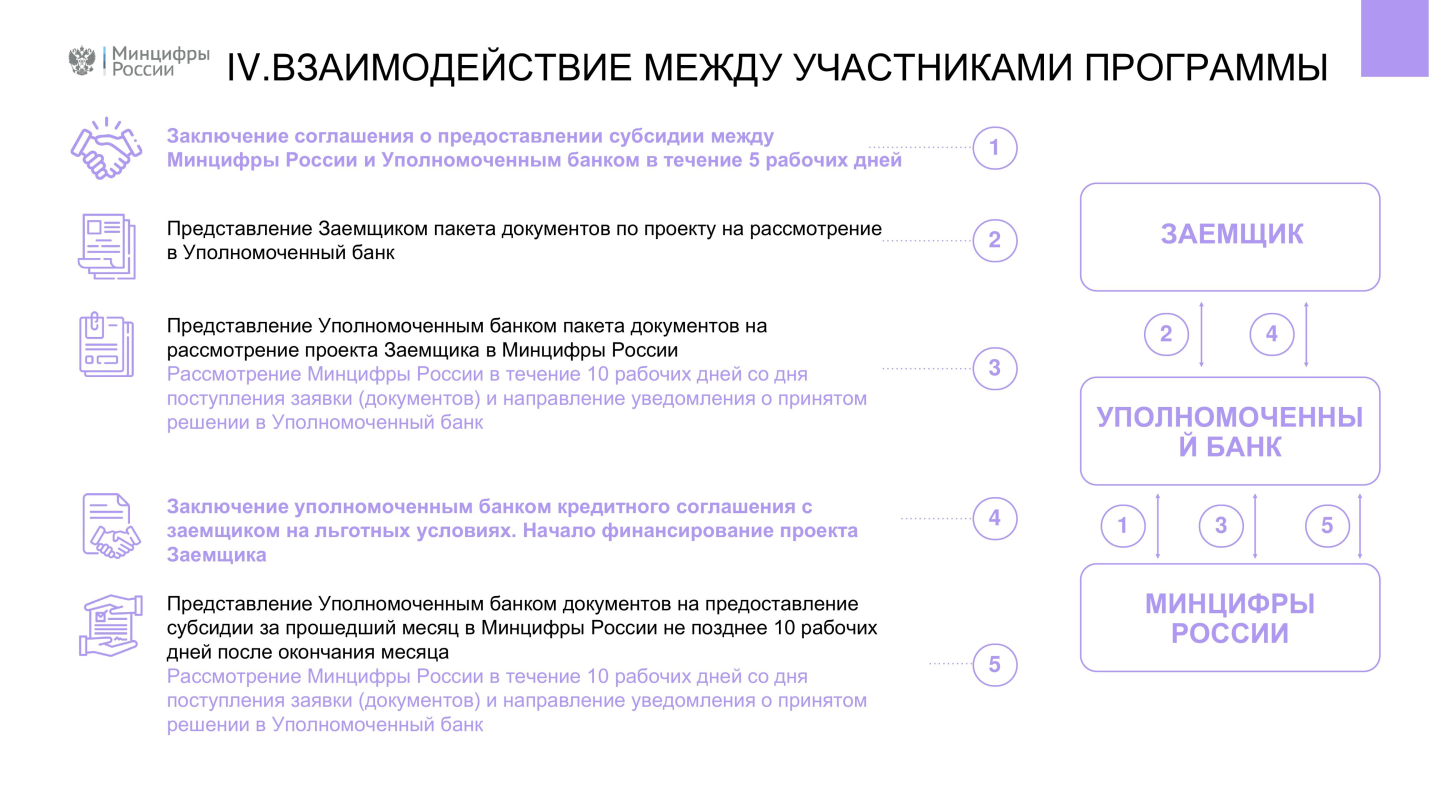 Минцифры
России
IV.ВЗАИМОДЕЙСТВИЕ МЕЖДУ УЧАСТНИКАМИ ПРОГРАММЫ
Заключение соглашения о предоставлении субсидии между
Минцифры России и Уполномоченным банком в течение 5 рабочих дней
1
Представление Заемщиком пакета документов по проекту на рассмотрение
в Уполномоченный банк
2
Представление Уполномоченным банком пакета документов на
рассмотрение проекта Заемщика в Минцифры России
Рассмотрение Минцифры России в течение 10 рабочих дней со дня
поступления заявки (документов) и направление уведомления о принятом
решении в Уполномоченный банк
3
Заключение уполномоченным банком кредитного соглашения с
заемщиком на льготных условиях. Начало финансирование проекта
Заемщика
4
Представление Уполномоченным банком документов на предоставление
субсидии за прошедший месяц в Минцифры России не позднее 10 рабочих
дней после окончания месяца
Рассмотрение Минцифры России в течение 10 рабочих дней со дня
поступления заявки (документов) и направление уведомления о принятом
решении в Уполномоченный банк
5
ЗАЕМЩИК
2 4
УПОЛНОМОЧЕННЫ
Й БАНК
1 3 5
МИНЦИФРЫ
РОССИИ